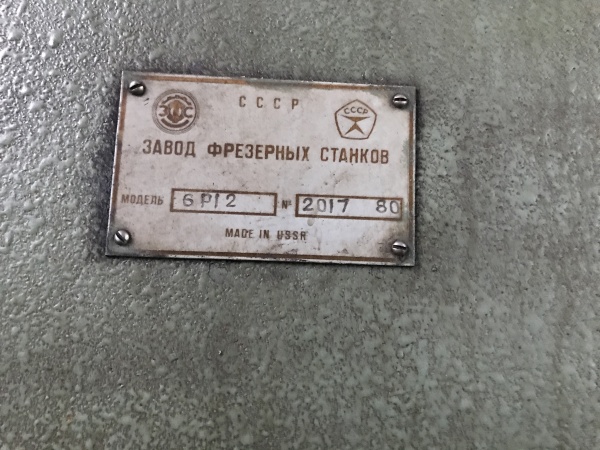 СССР
СССР
ЗАВОД ФРЕЗЕРНЫХ СТАНКОВ
МОДЕЛЬ 6Р12 № 2017 80
MADE IN USSR